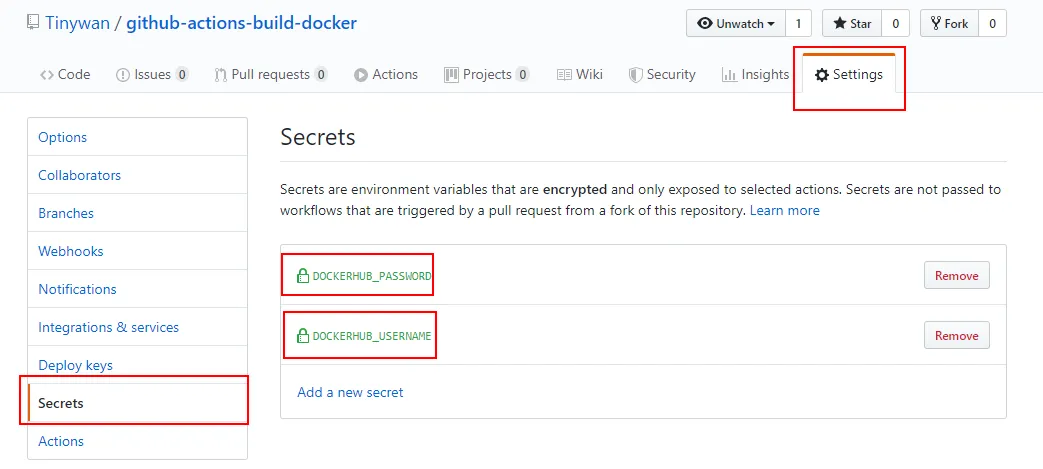 Tinywan / github-actions-build-docker
Unwatch 1 Star 0 Fork 0
Code Issues 0 Pull requests 0 Actions Projects 0 Wiki Security Insights Settings
Options
Collaborators
Branches
Webhooks
Notifications
Integrations & services
Deploy keys
Secrets
Actions
Secrets
Secrets are environment variables that are encrypted and only exposed to selected actions. Secrets are not passed to
workflows that are triggered by a pull request from a fork of this repository. Learn more
DOCKERHUB_PASSWORD Remove
DOCKERHUB_USERNAME Remove
Add a new secret